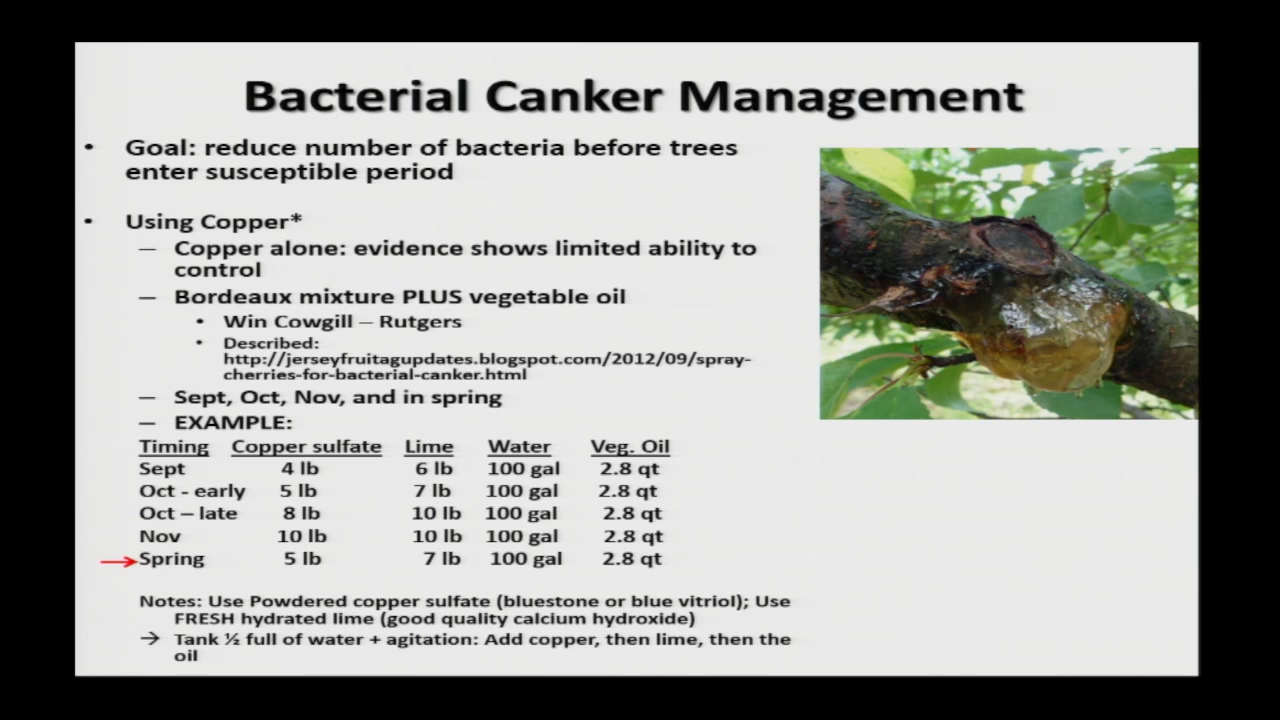 Bacterial Canker Management
• Goal: reduce number of bacteria before trees
enter susceptible period
• Using Copper*
– Copper alone: evidence shows limited ability to
control
– Bordeaux mixture PLUS vegetable oil
• Win Cowgill – Rutgers
• Described:
http://jerseyfruitagupdates.blogspot.com/2012/09/spray-
cherries-for-bacterial-canker.html
– Sept, Oct, Nov, and in spring
– EXAMPLE:
Timing Copper sulfate Lime Water Veg. Oil
Sept 4 lb 6 lb 100 gal 2.8 qt
Oct - early 5 lb 7 lb 100 gal 2.8 qt
Oct – late 8 lb 10 lb 100 gal 2.8 qt
Nov 10 lb 10 lb 100 gal 2.8 qt
Spring 5 lb 7 lb 100 gal 2.8 qt
Notes: Use Powdered copper sulfate (bluestone or blue vitriol); Use
FRESH hydrated lime (good quality calcium hydroxide)
→ Tank ½ full of water + agitation: Add copper, then lime, then the
oil